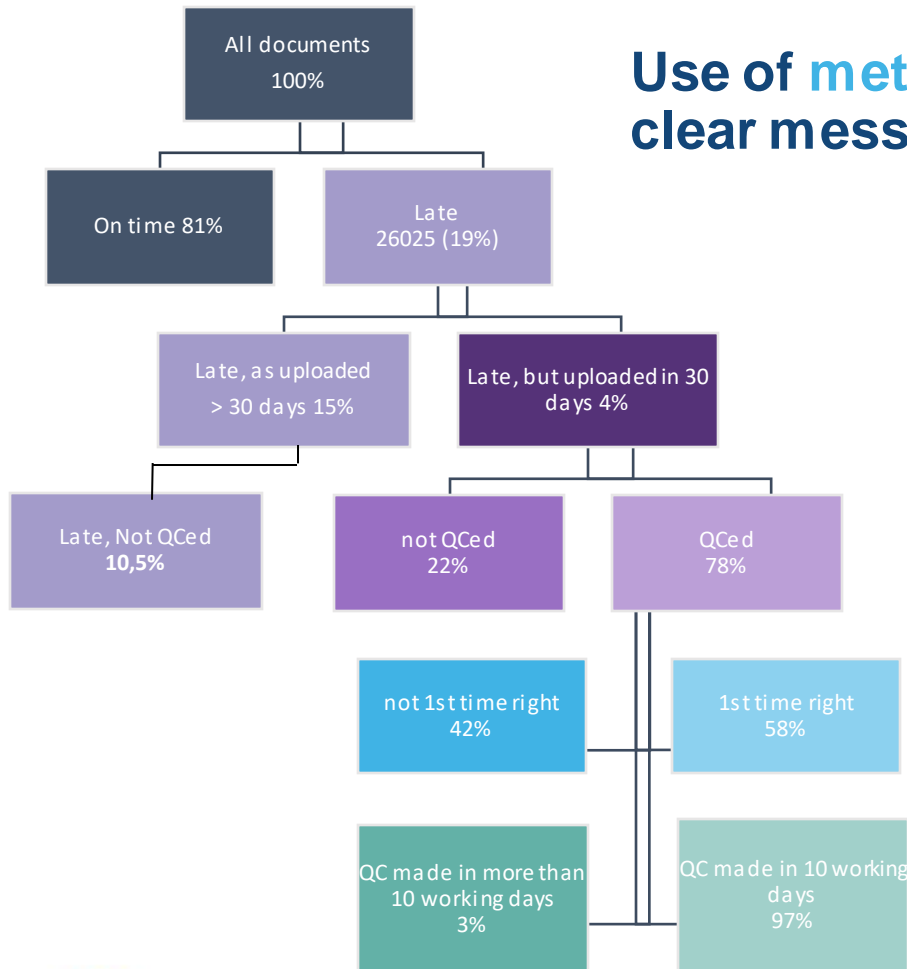 All documents
100%
Use of met
clear mess
On time 81%
Late
26025 (19%)
Late, as uploaded
> 30 days 15%
Late, but uploaded in 30
days 4%
Late, Not QCed
10,5%
not QCed
22%
QCed
78%
not 1st time right
42%
1st time right
58%
QC made in more than
10 working days
3%
QC made in 10 working
days
97%